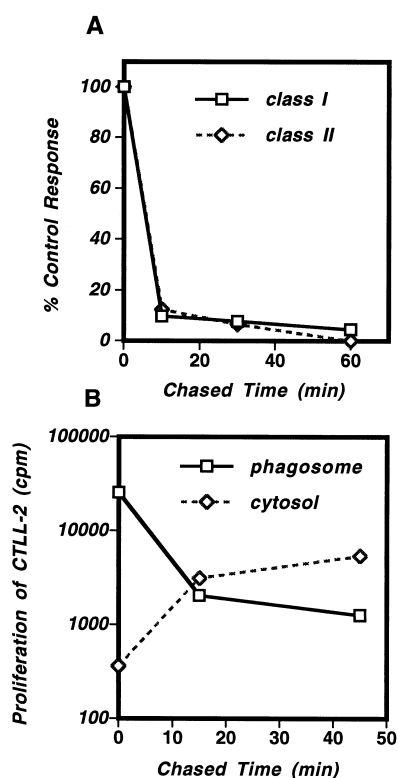 A
% Control Response
100
80
60
40
20
0
class I
class II
0 20 40 60
Chased Time (min)
B
Proliferation of CTLL-2 (cpm)
100000
10000
1000
100
phagosome
cytosol
0 10 20 30 40 50
Chased Time (min)